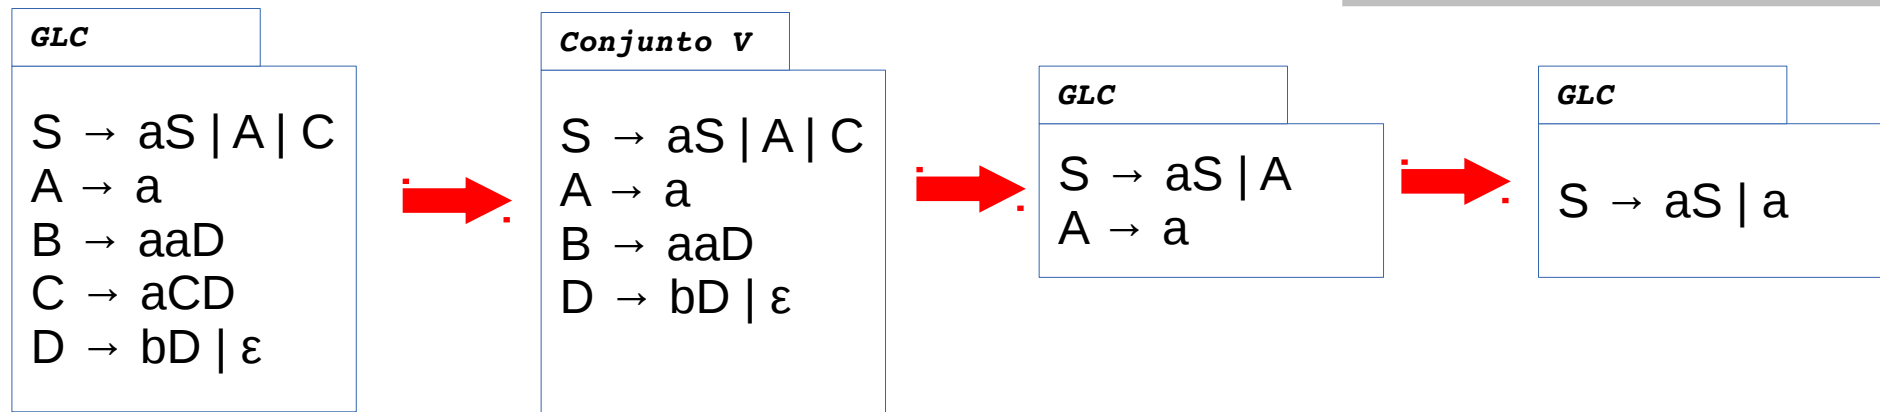 GLC
S → aS | A | C
A → a
B → aaD
C → aCD
D → bD | ε
Conjunto V
S → aS | A | C
A → a
B → aaD
D → bD | ε
GLC
S → aS | A
A → a
GLC
S → aS | a